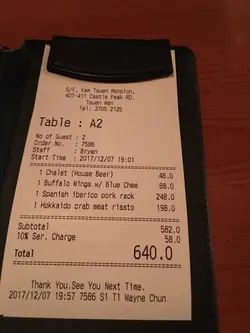 G/F, Kam Tsuen Mansion,
407-411 Castle Peak RD,
Tsuen Wan
Tel: 3705 2125
Table : A2
No of Guest : 2
Order No. : 7586
Staff : Bryan
Start Time : 2017/12/07 19:01
1 Chalet (House Beer) 46.0
1 Buffalo Wings w/ Blue Chee 88.0
1 Spanish Iberico pork rack 248.0
1 Hokkaido crab meat rissto 198.0
Subtotal 582.0
10% Ser. Charge 58.0
Total 640.0
Thank You.See You Next Time.
2017/12/07 19:57 7586 S1 T1 Wayne Chun